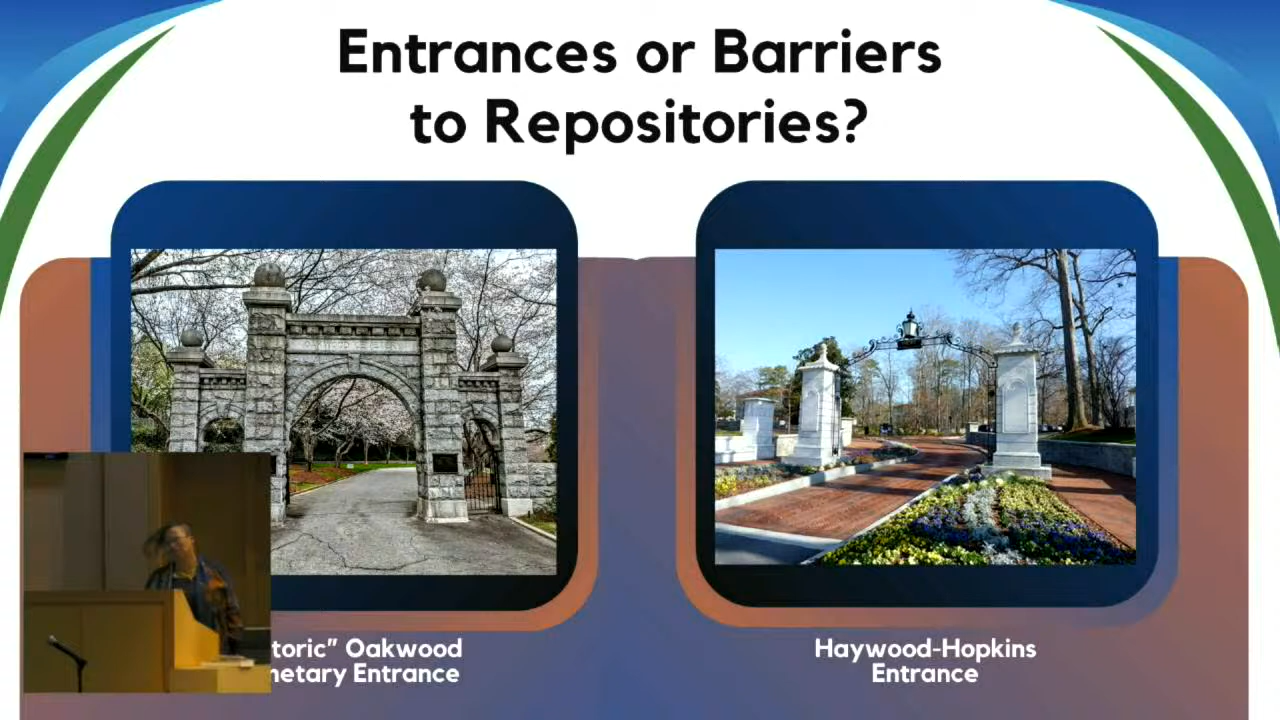 Entrances or Barriers
to Repositories?
toric” Oakwood
netary Entrance
Haywood-Hopkins
Entrance